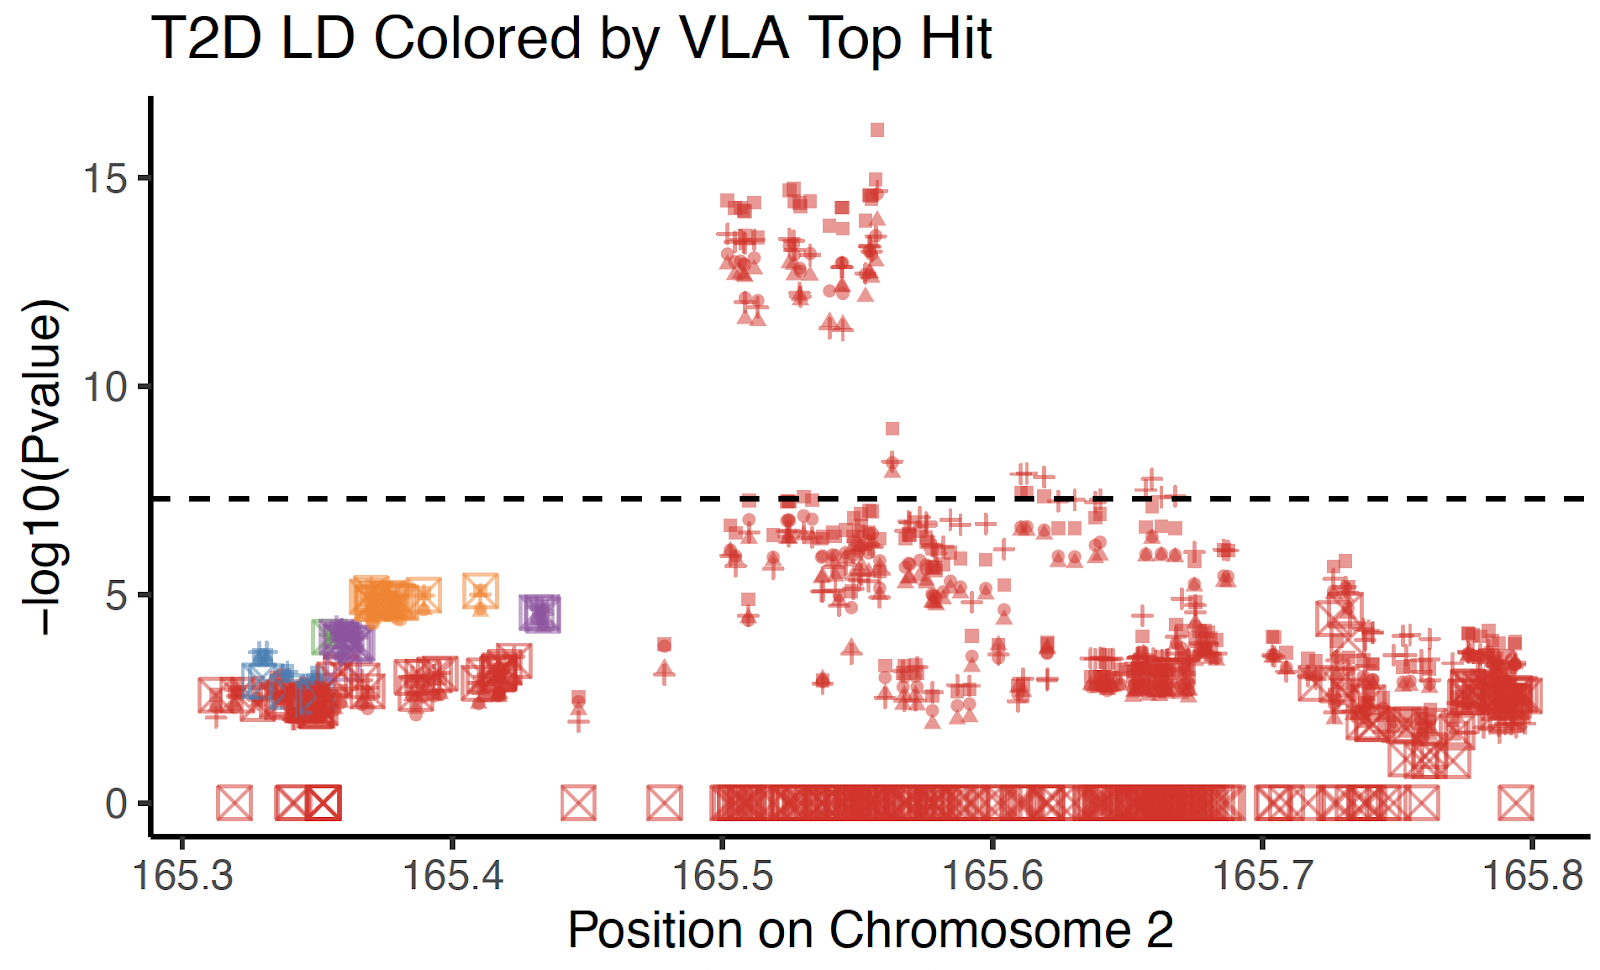 T2D LD Colored by VLA Top Hit
−log10(Pvalue)
15
10
5
0
165.3 165.4 165.5 165.6 165.7 165.8
Position on Chromosome 2